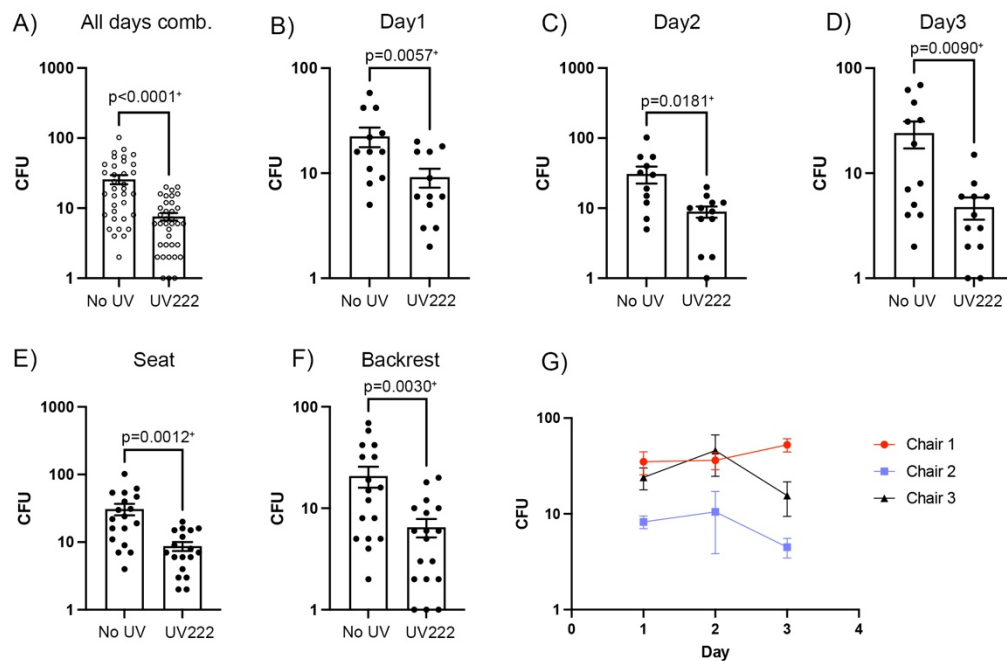 A) All days comb.
CFU
1000
100
10
1
p<0.0001⁺
No UV UV222
B) Day1
CFU
100
10
1
p=0.0057⁺
No UV UV222
C) Day2
CFU
1000
100
10
1
p=0.0181⁺
No UV UV222
D) Day3
CFU
100
10
1
p=0.0090⁺
No UV UV222
E) Seat
CFU
1000
100
10
1
p=0.0012⁺
No UV UV222
F) Backrest
CFU
100
10
1
p=0.0030⁺
No UV UV222
G)
CFU
100
10
1
0 1 2 3 4
Day
Chair 1
Chair 2
Chair 3